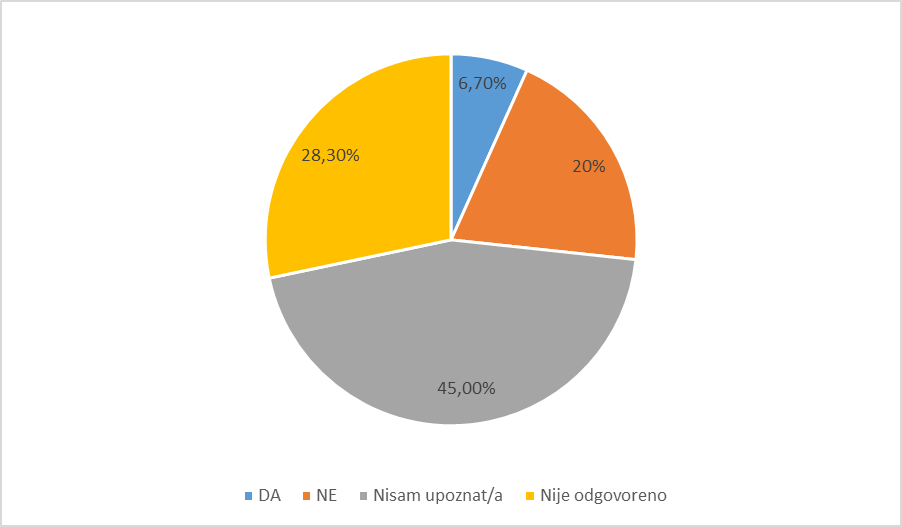 6,70%
20%
28,30%
45,00%
DA NE Nisam upoznat/a Nije odgovoreno